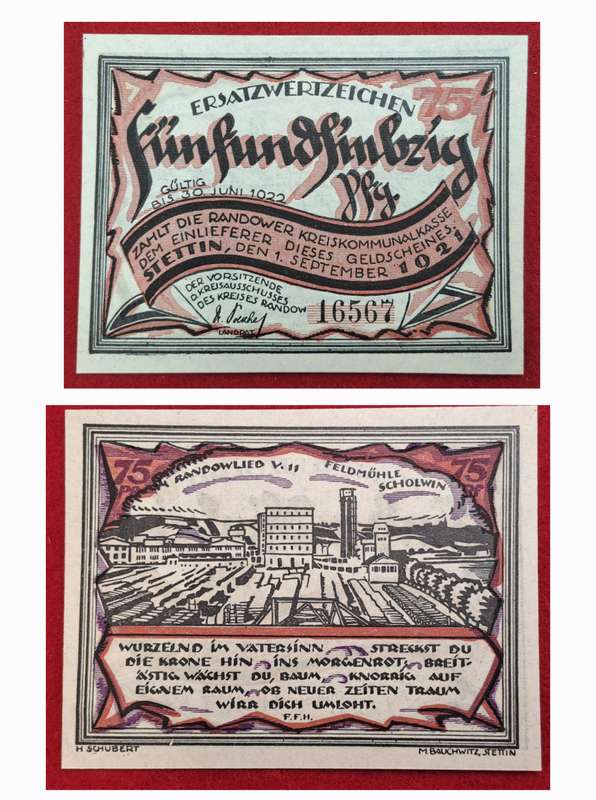 ERSATZWERTZEICHEN 75
Fünfundsiebzig
GÜLTIG
BIS 30. JUNI 1922
Pfg.
ZAHLT DIE RANDOWER KREISKOMMUNALKASSE
DEM EINLIEFERER DIESES GELDSCHEINES.
STETTIN, DEN 1. SEPTEMBER 1921
DER VORSITZENDE
D. KREISAUSSCHUSSES
DES KREISES RANDOW
16567
LANDRAT
75 RANDOWLIED V. 11 FELDMÜHLE 75
SCHOLWIN
WURZELND IM VATERSINN STRECKST DU
DIE KRONE HIN INS MORGENROT, BREIT-
ÄSTIG WÄCHST DU, BAUM KNORRIG AUF
EIGNEM RAUM, OB NEUER ZEITEN TRAUM
WIRR DICH UMLOHT.
F.F.H.
H SCHUBERT M. BAUCHWITZ, STETTIN